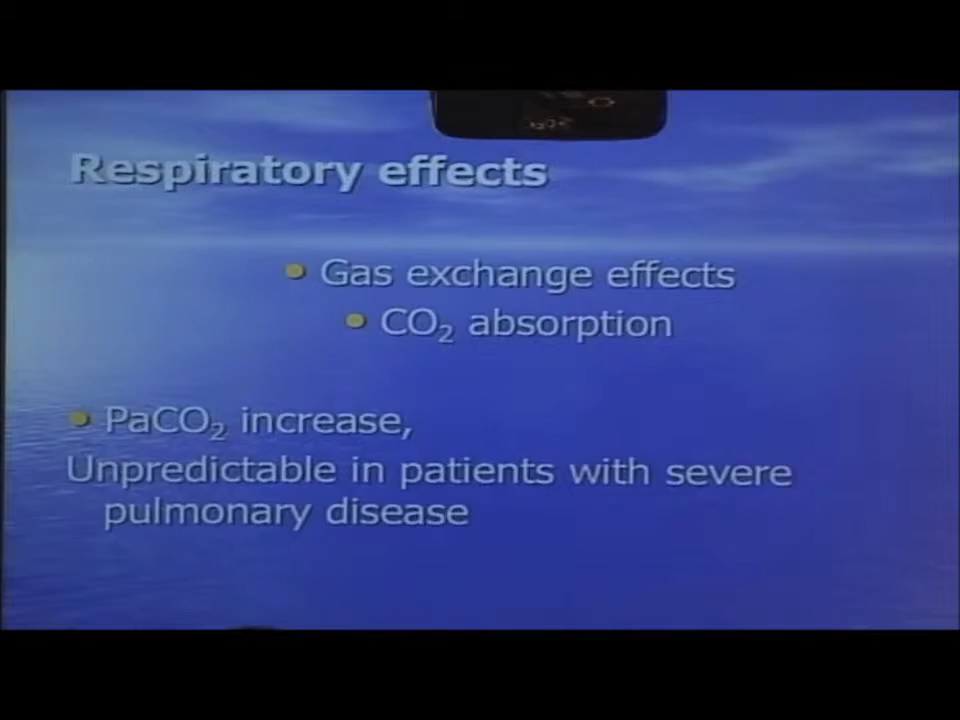 Respiratory effects
• Gas exchange effects
• CO₂ absorption
• PaCO₂ increase,
Unpredictable in patients with severe
pulmonary disease